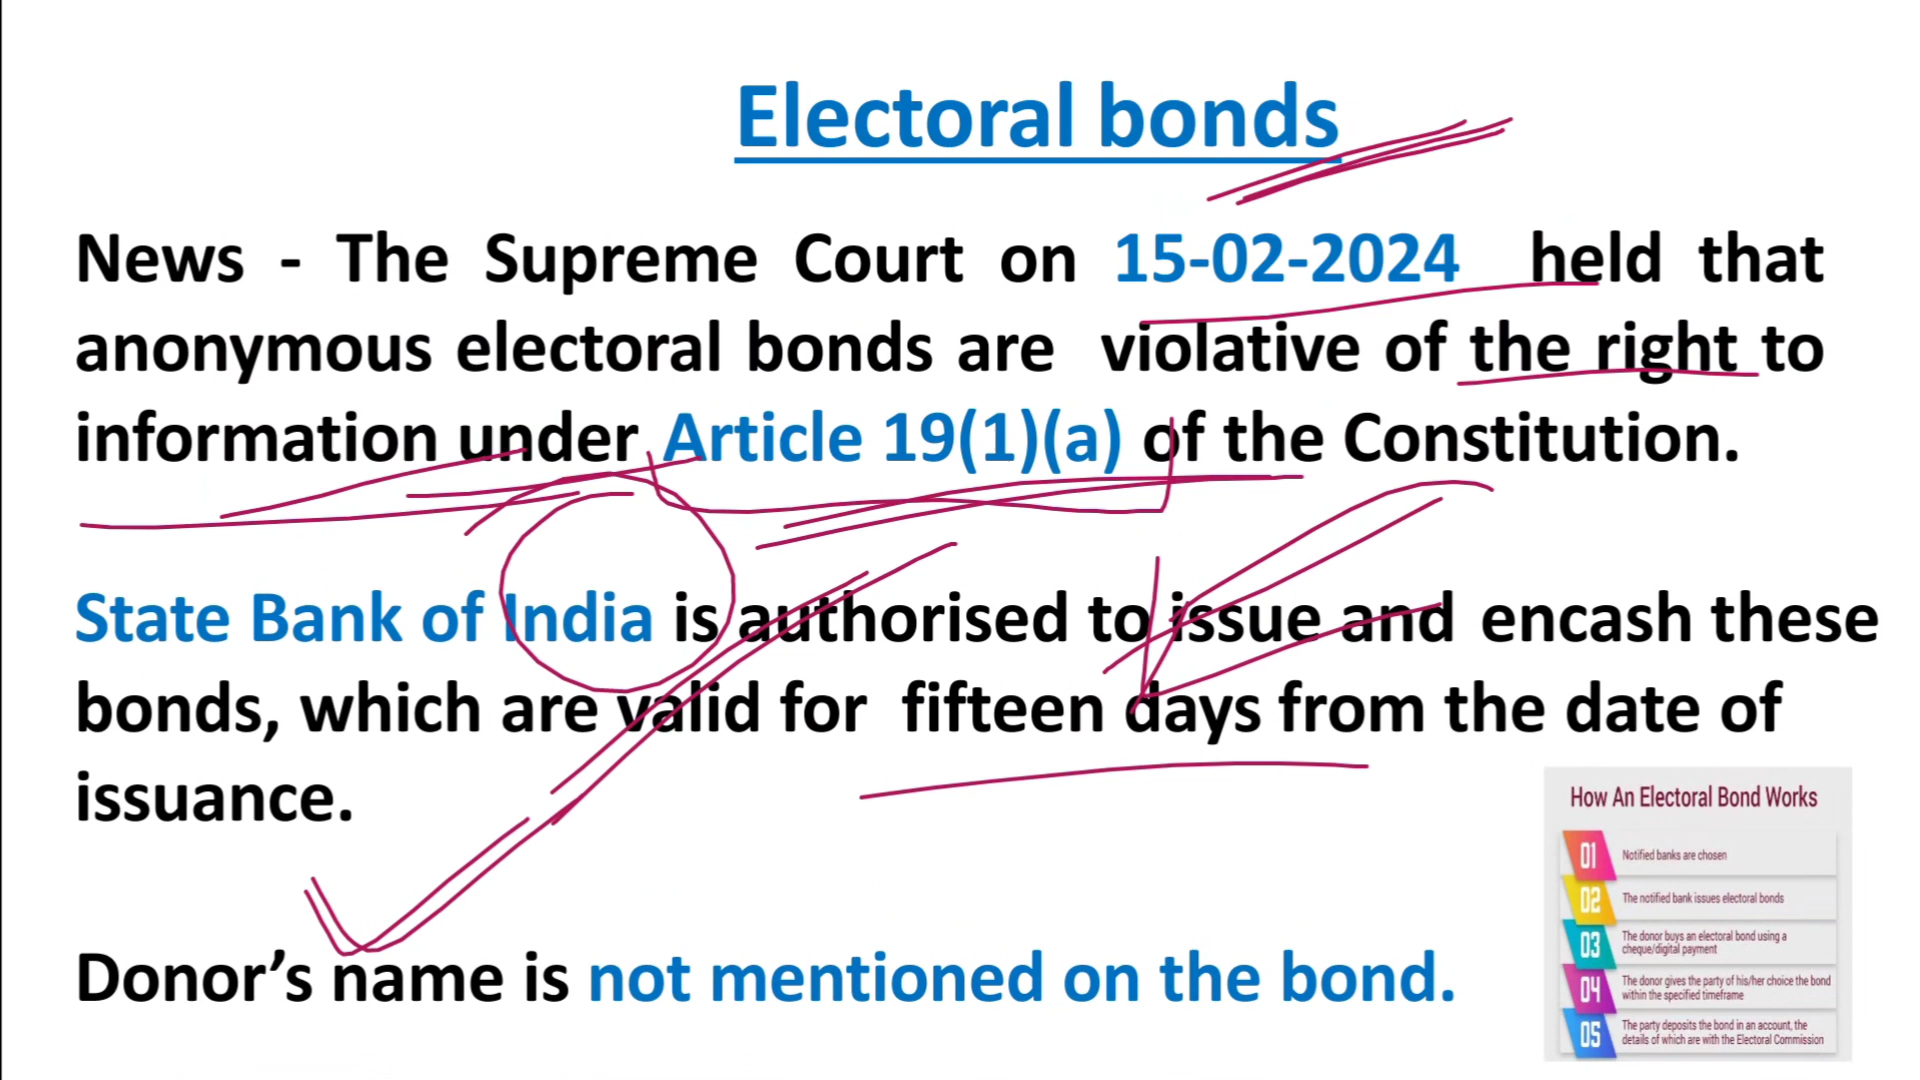 Electoral bonds
News - The Supreme Court on 15-02-2024 held that
anonymous electoral bonds are violative of the right to
information under Article 19(1)(a) of the Constitution.
State Bank of India is authorised to issue and encash these
bonds, which are valid for fifteen days from the date of
issuance.
Donor's name is not mentioned on the bond.
How An Electoral Bond Works
01 Notified banks are chosen
02 The notified bank issues electoral bonds
03 The donor buys an electoral bond using a
cheque/digital payment
04 The donor gives the party of his/her choice the bond
within the specified timeframe
05 The party deposits the bond in an account, the
details of which are with the Electoral Commission